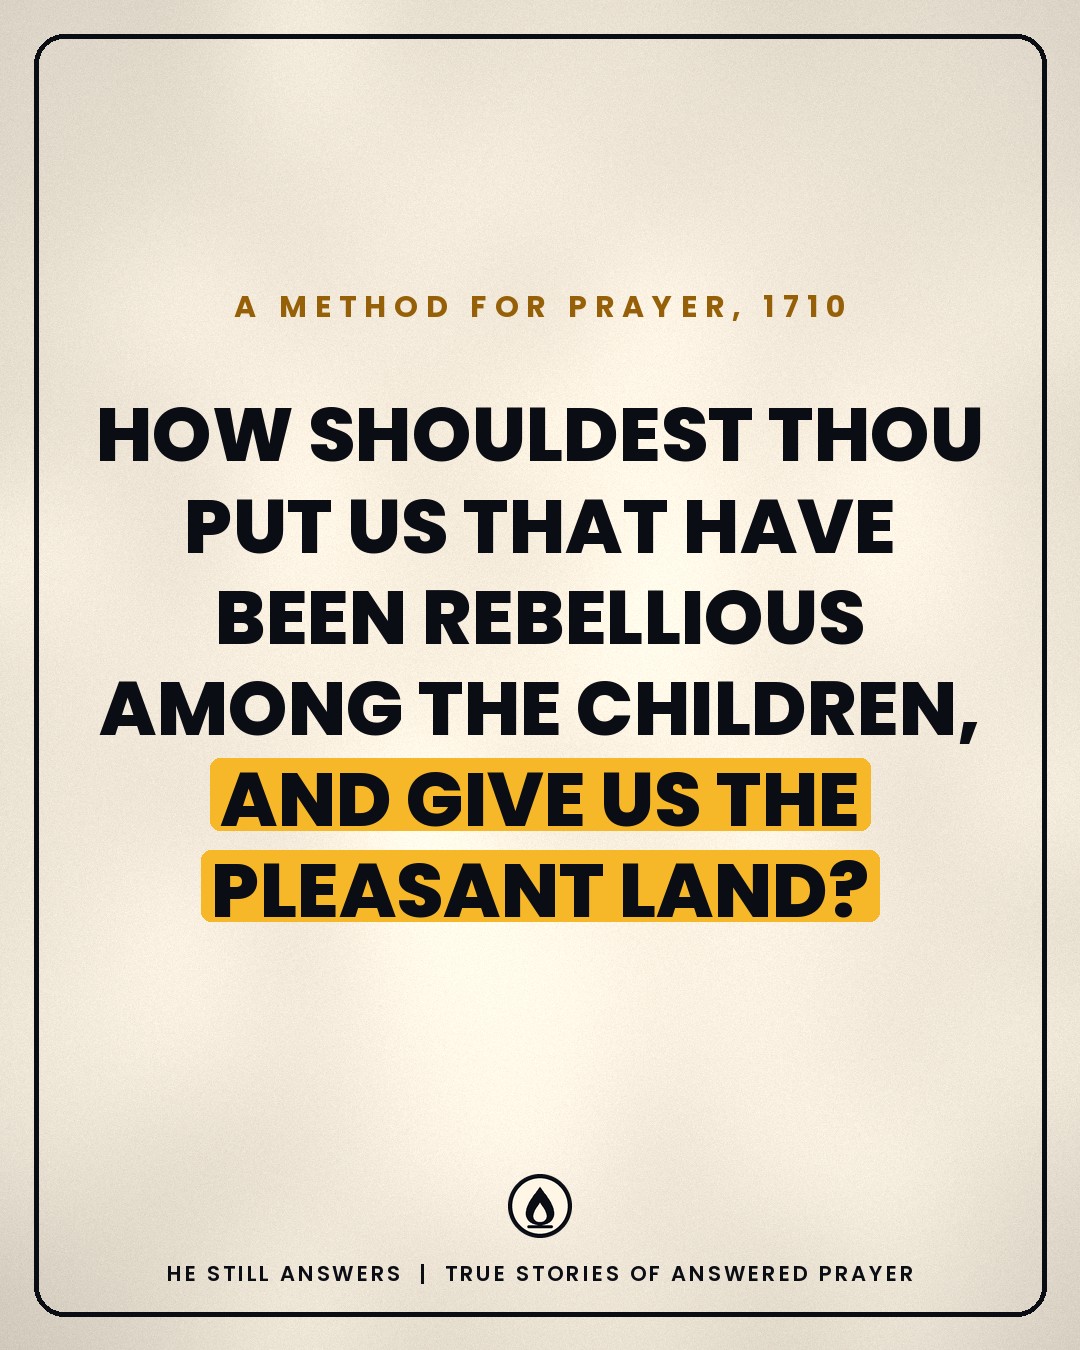 A METHOD FOR PRAYER, 1710
HOW SHOULDEST THOU
PUT US THAT HAVE
BEEN REBELLIOUS
AMONG THE CHILDREN,
AND GIVE US THE
PLEASANT LAND?
HE STILL ANSWERS | TRUE STORIES OF ANSWERED PRAYER